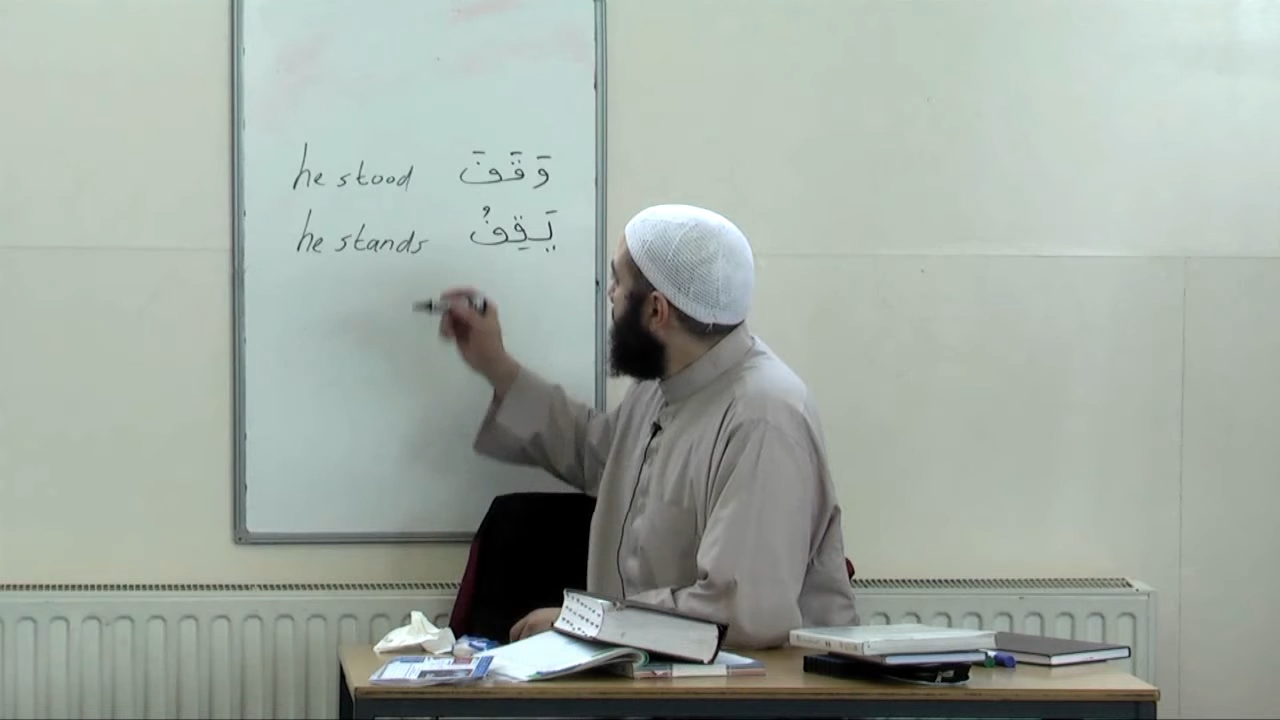 he stood وَقَفَ
he stands يَقِفُ